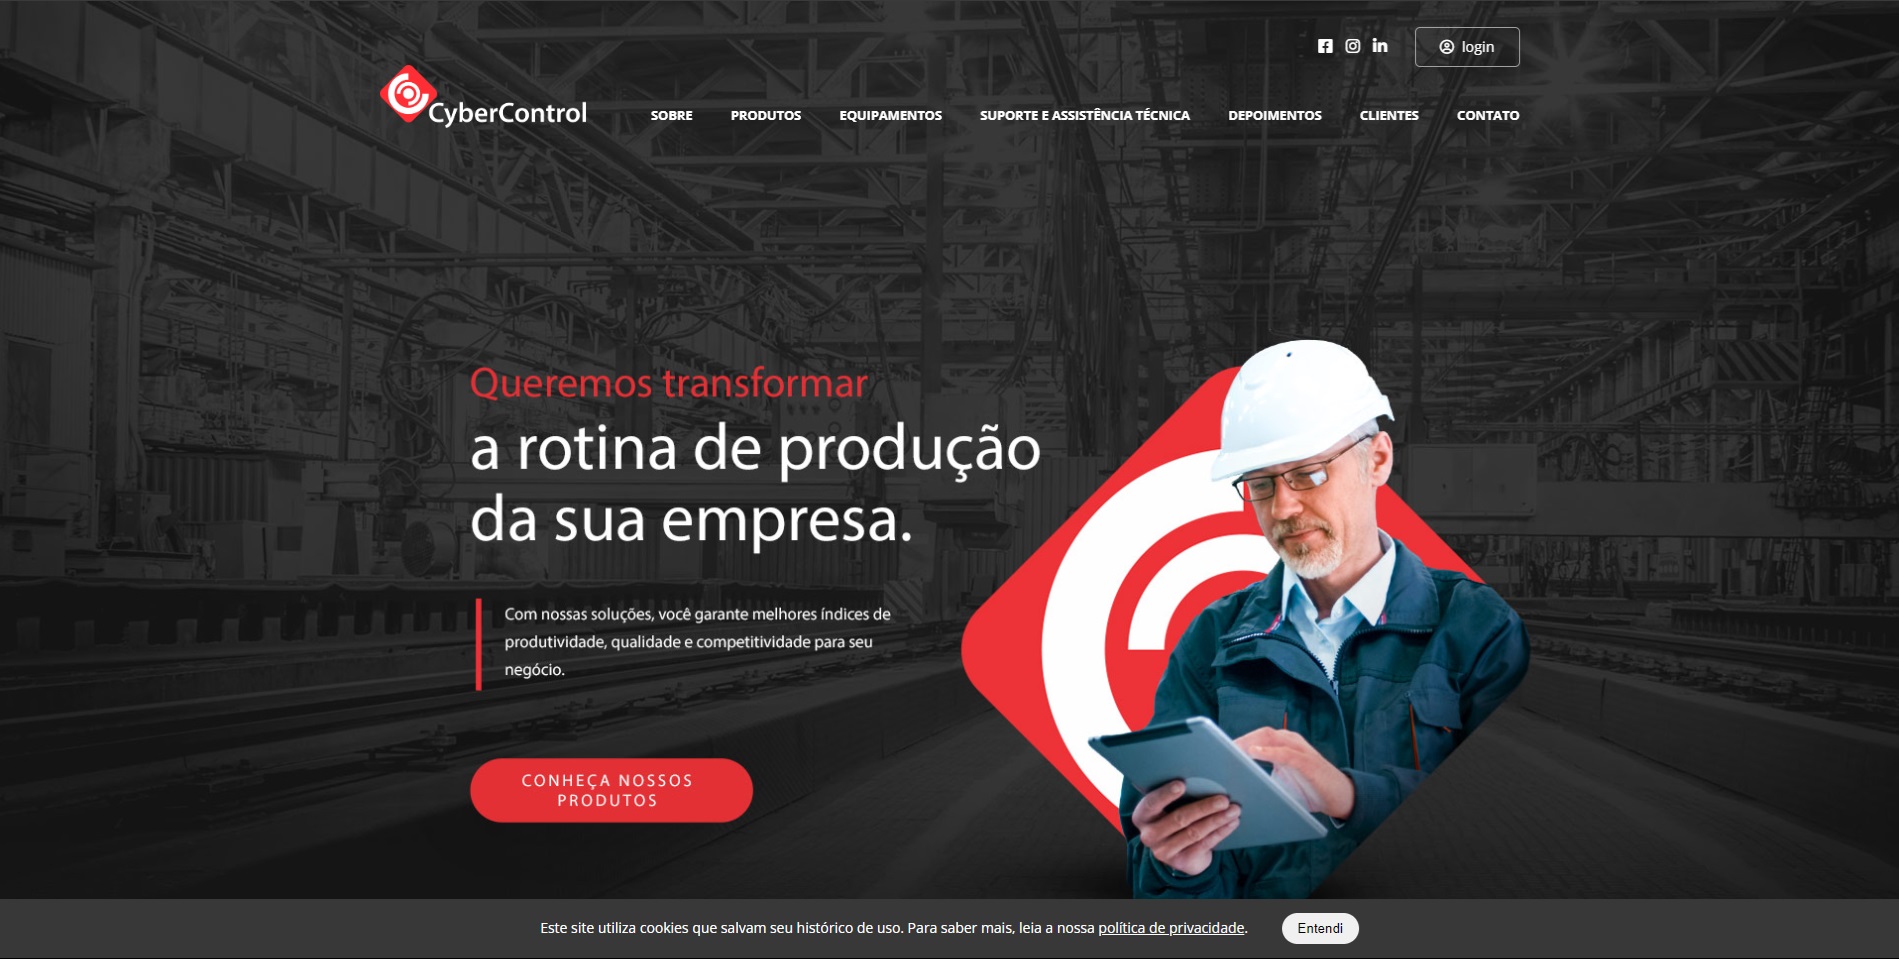 login
CyberControl
SOBRE PRODUTOS EQUIPAMENTOS SUPORTE E ASSISTÊNCIA TÉCNICA DEPOIMENTOS CLIENTES CONTATO
Queremos transformar
a rotina de produção
da sua empresa.
Com nossas soluções, você garante melhores índices de
produtividade, qualidade e competitividade para seu
negócio.
CONHEÇA NOSSOS
PRODUTOS
Este site utiliza cookies que salvam seu histórico de uso. Para saber mais, leia a nossa política de privacidade. Entendi